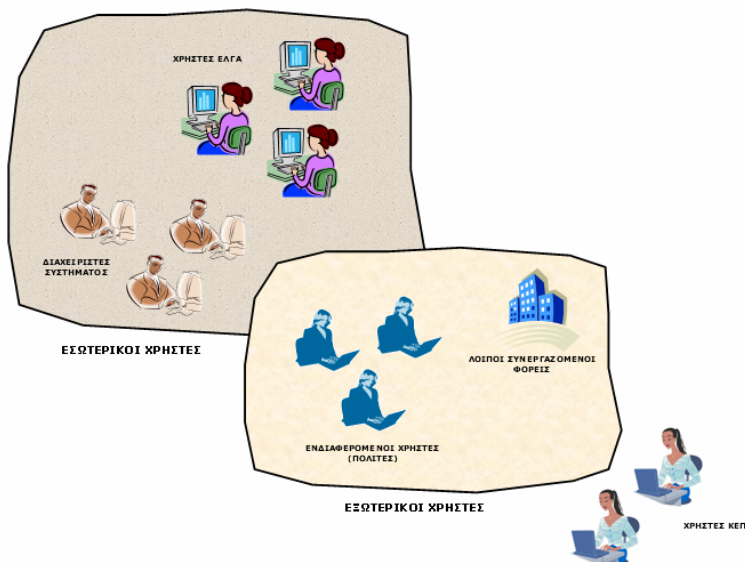 ΧΡΗΣΤΕΣ ΕΛΓΑ
ΔΙΑΧΕΙΡΙΣΤΕΣ
ΣΥΣΤΗΜΑΤΟΣ
ΕΣΩΤΕΡΙΚΟΙ ΧΡΗΣΤΕΣ
ΛΟΙΠΟΙ ΣΥΝΕΡΓΑΖΟΜΕΝΟΙ
ΦΟΡΕΙΣ
ΕΝΔΙΑΦΕΡΟΜΕΝΟΙ ΧΡΗΣΤΕΣ
(ΠΟΛΙΤΕΣ)
ΕΞΩΤΕΡΙΚΟΙ ΧΡΗΣΤΕΣ
ΧΡΗΣΤΕΣ ΚΕΠ